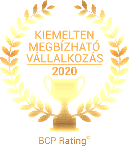 KIEMELTEN
MEGBÍZHATÓ
VÁLLALKOZÁS
2020
BCP Rating©